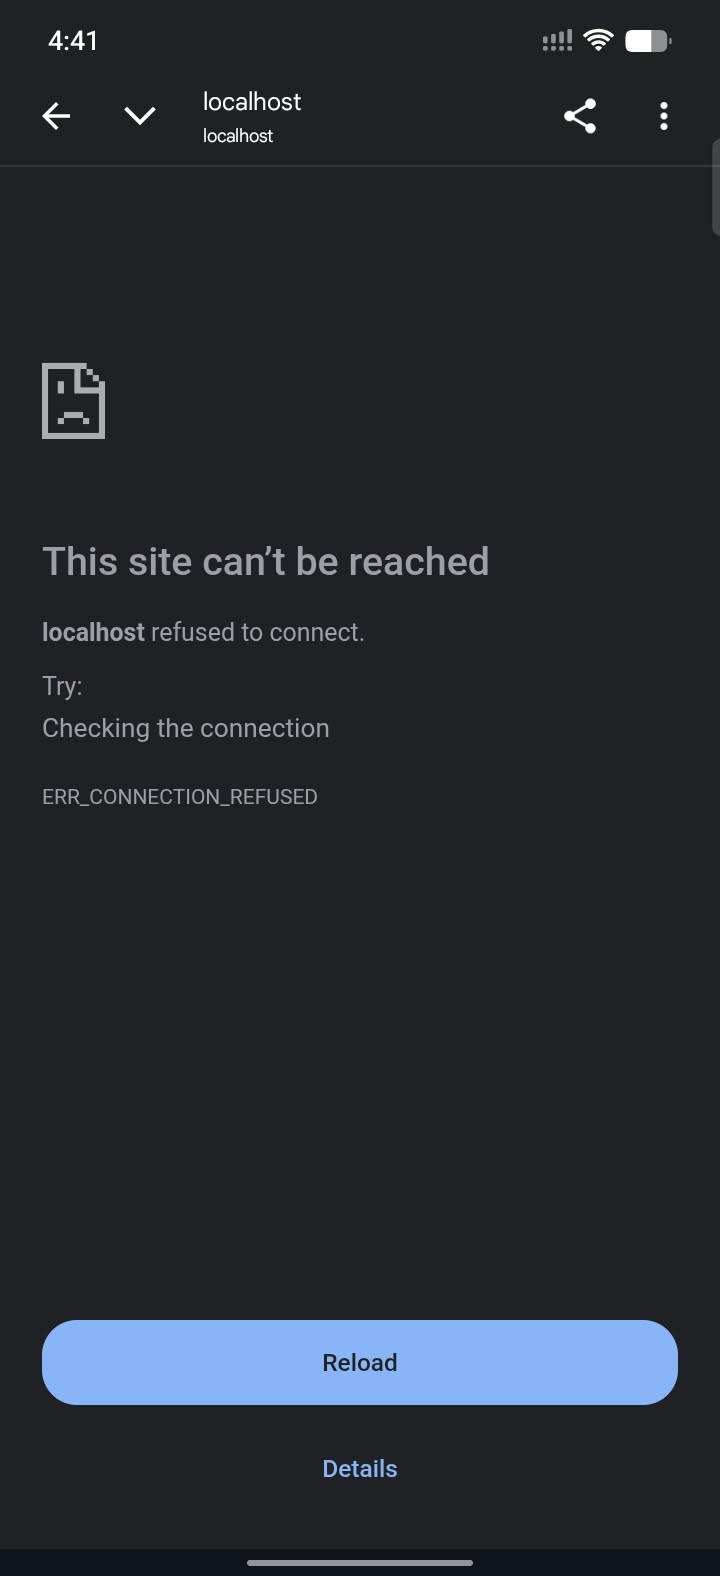 4:41
localhost
localhost
This site can’t be reached
localhost refused to connect.
Try:
Checking the connection
ERR_CONNECTION_REFUSED
Reload
Details